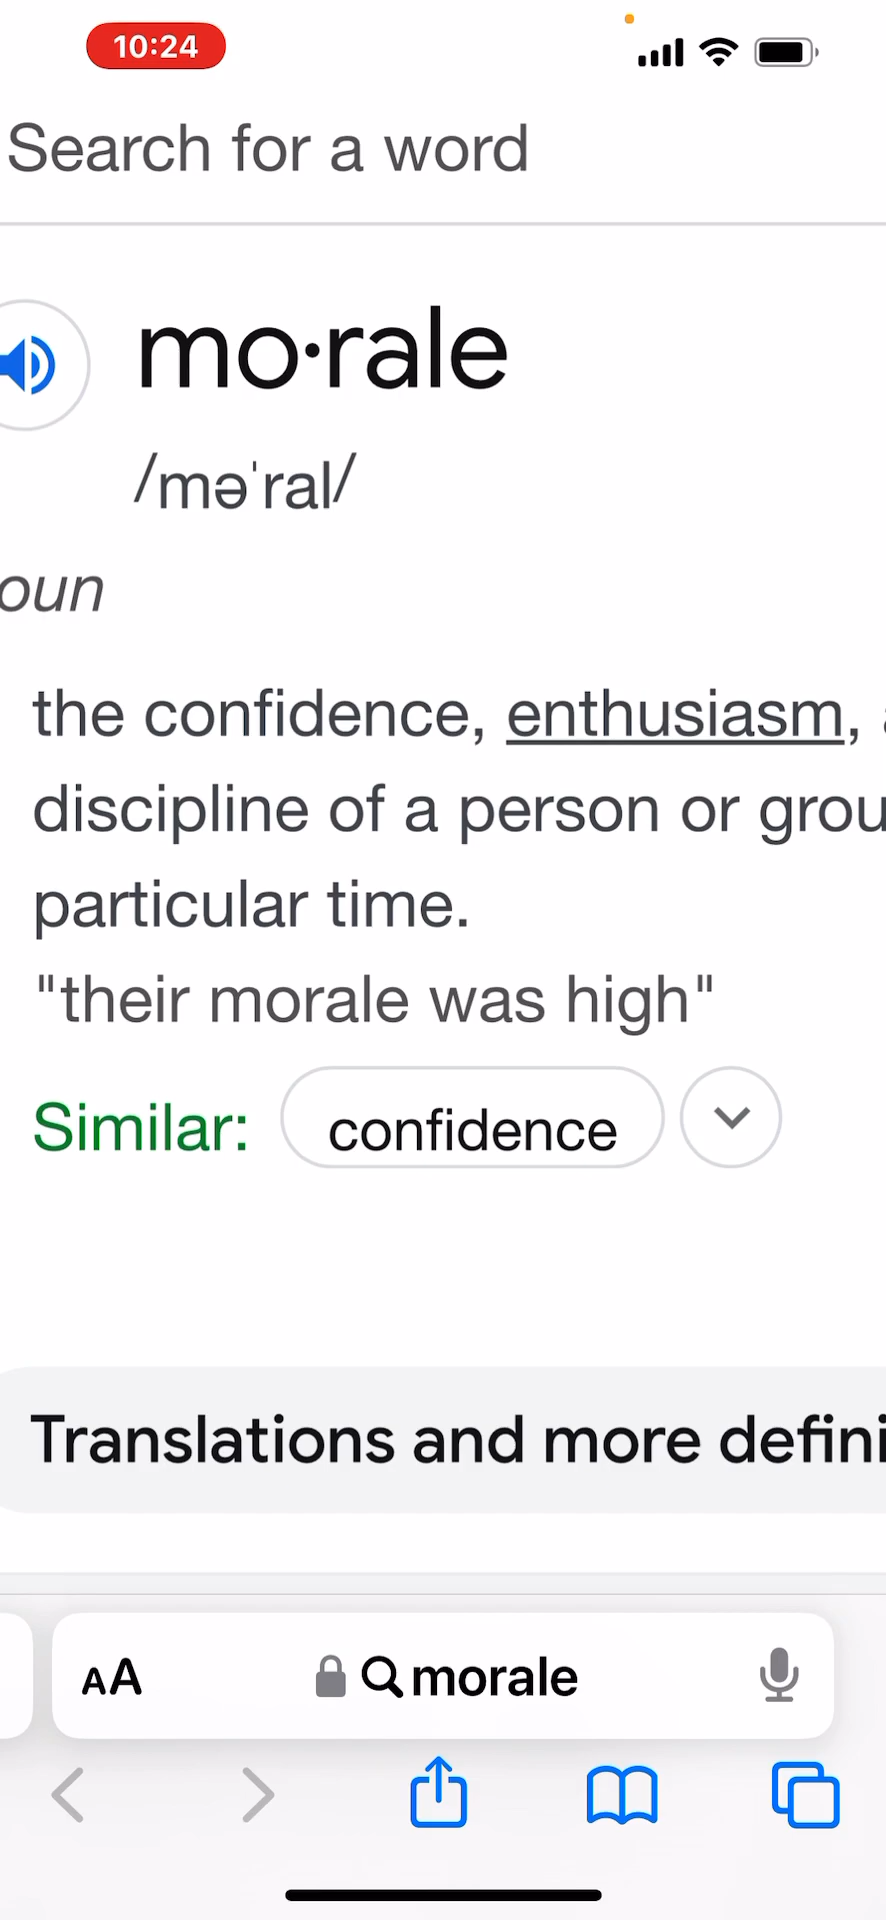 10:24
Search for a word
mo·rale
/məˈral/
oun
the confidence, enthusiasm,
discipline of a person or grou
particular time.
"their morale was high"
Similar: confidence
Translations and more defini
AA morale